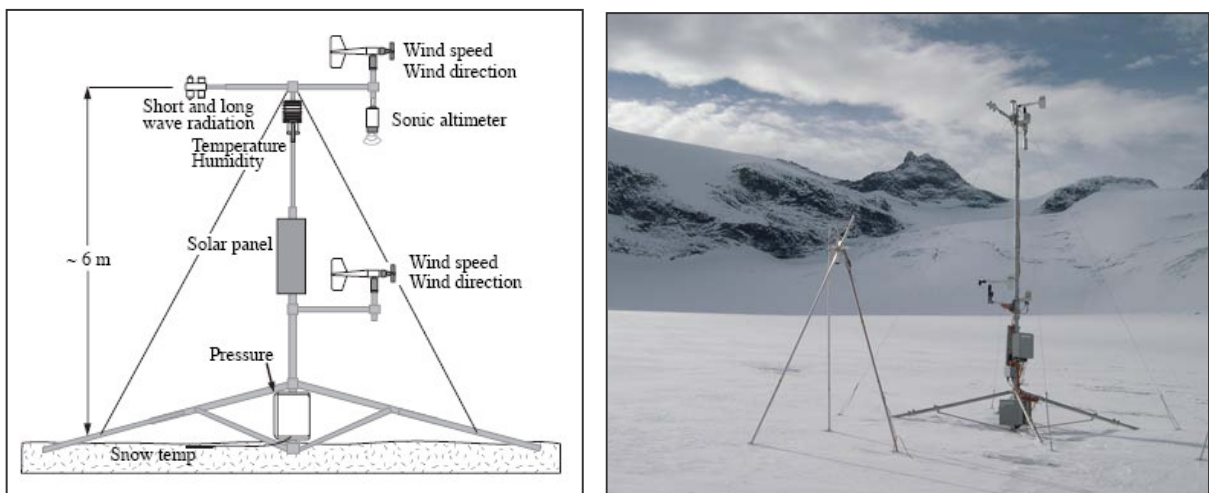 Wind speed
Wind direction
Short and long
wave radiation
Sonic altimeter
Temperature
Humidity
Solar panel
~ 6 m
Wind speed
Wind direction
Pressure
Snow temp